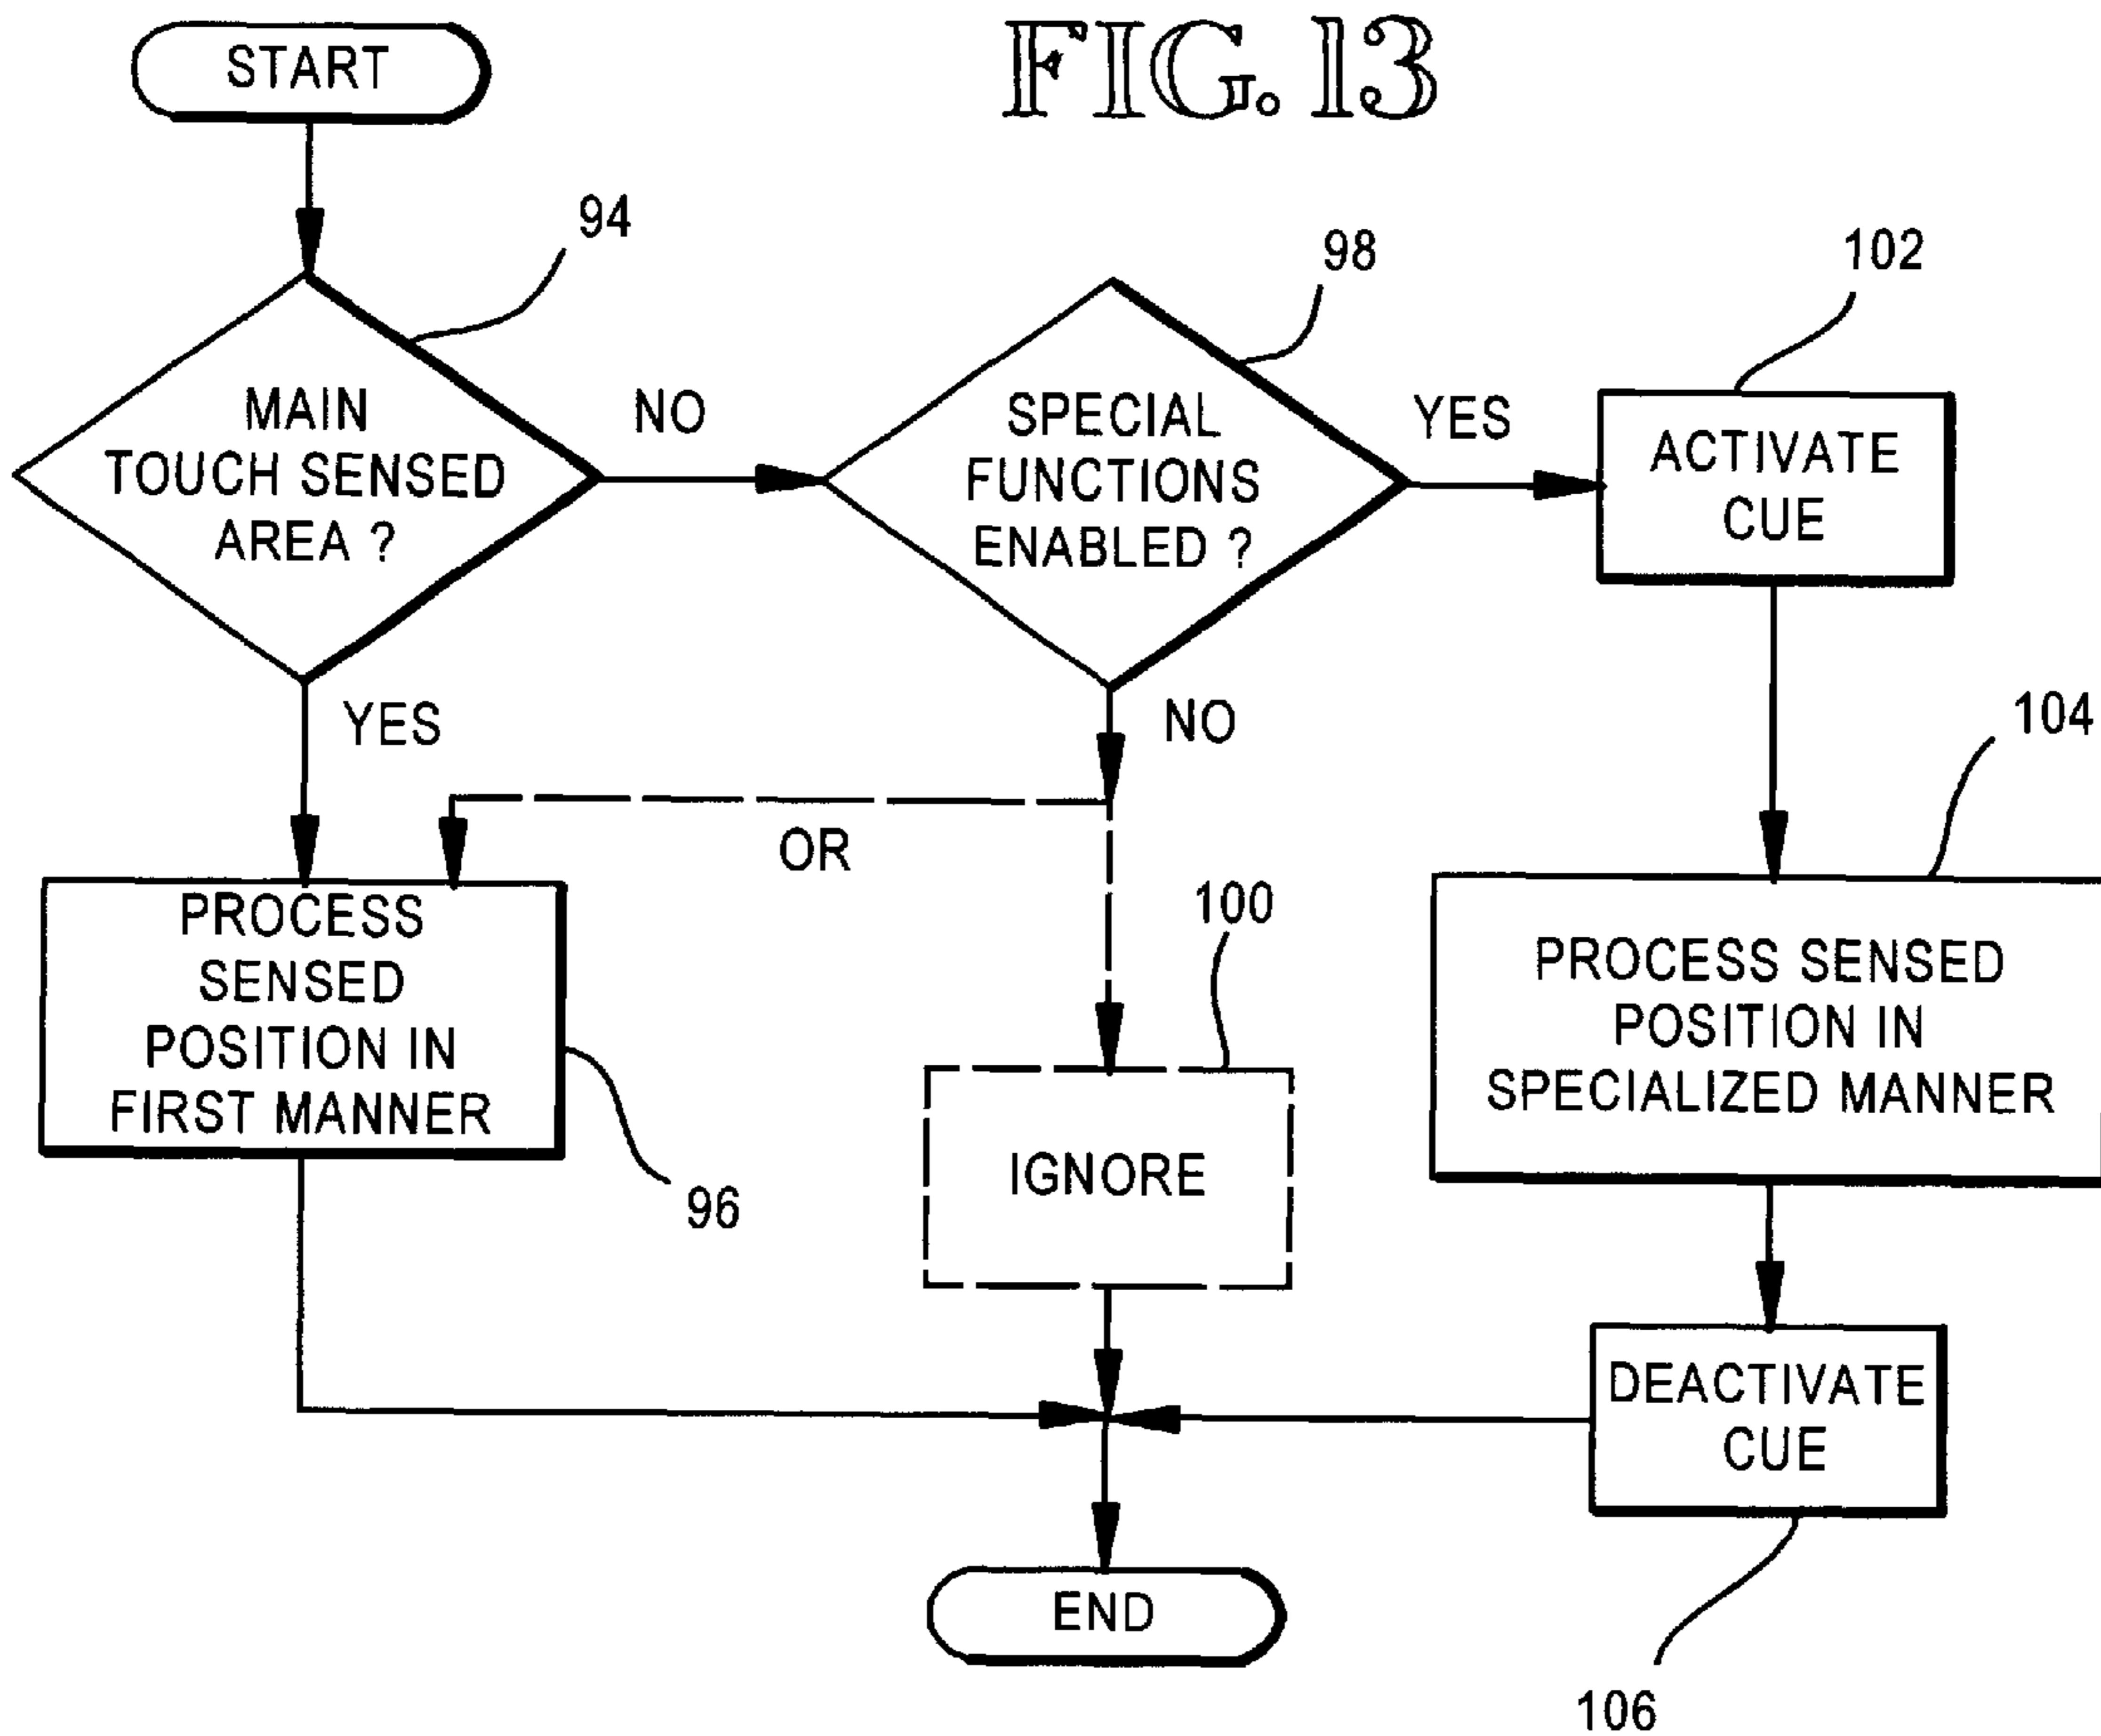 FIG. 13
START
94
MAIN
TOUCH SENSED
AREA ?
NO
98
SPECIAL
FUNCTIONS
ENABLED ?
YES
102
ACTIVATE
CUE
YES
NO
OR
104
PROCESS
SENSED
POSITION IN
FIRST MANNER
96
100
IGNORE
PROCESS SENSED
POSITION IN
SPECIALIZED MANNER
DEACTIVATE
CUE
106
END